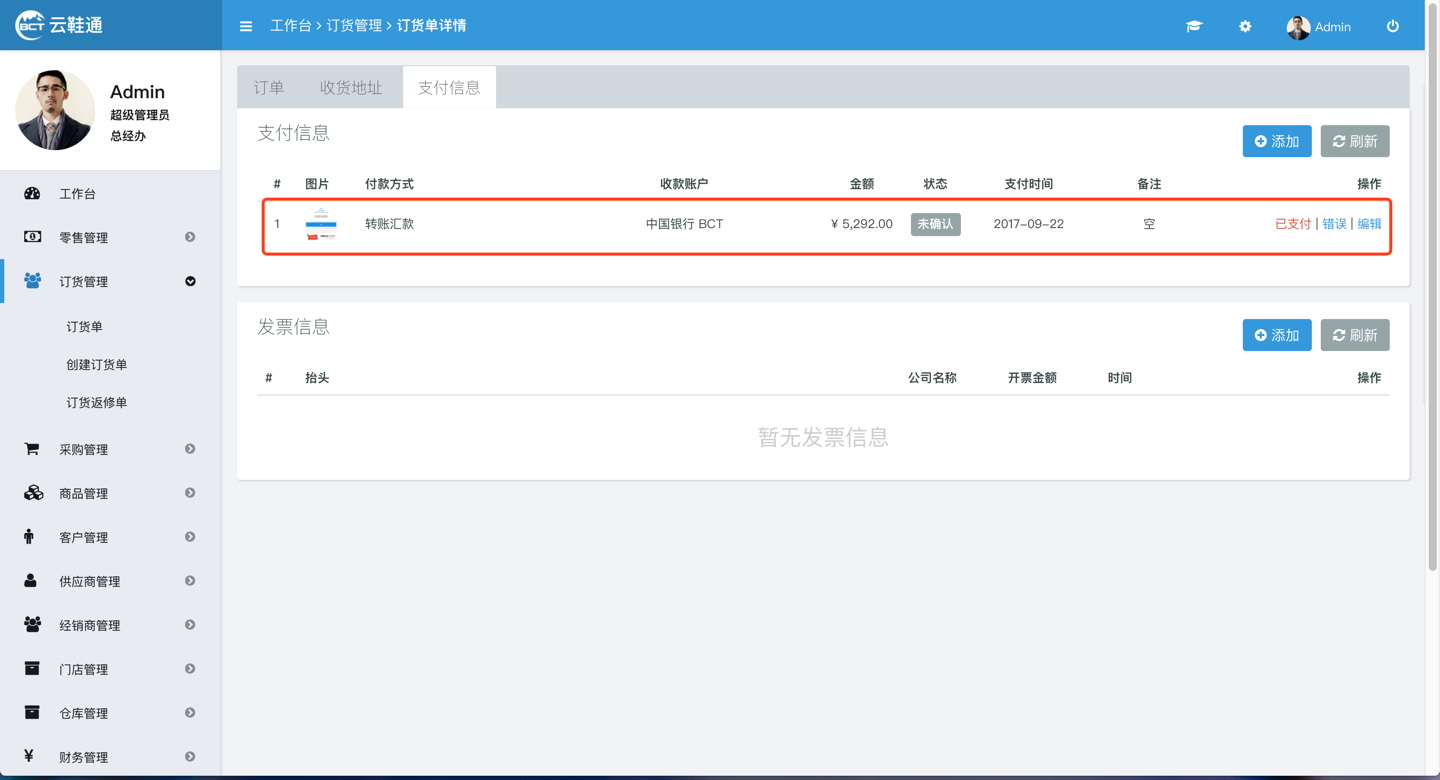 BCT 云鞋通
工作台 > 订货管理 > 订货单详情
Admin
Admin
超级管理员
总经办
工作台
零售管理
订货管理
订货单
创建订货单
订货返修单
采购管理
商品管理
客户管理
供应商管理
经销商管理
门店管理
仓库管理
¥ 财务管理
订单 收货地址 支付信息
支付信息
添加 刷新
# 图片 付款方式 收款账户 金额 状态 支付时间 备注 操作
1 转账汇款 中国银行 BCT ¥ 5,292.00 未确认 2017-09-22 空 已支付 | 错误 | 编辑
发票信息
添加 刷新
# 抬头 公司名称 开票金额 时间 操作
暂无发票信息